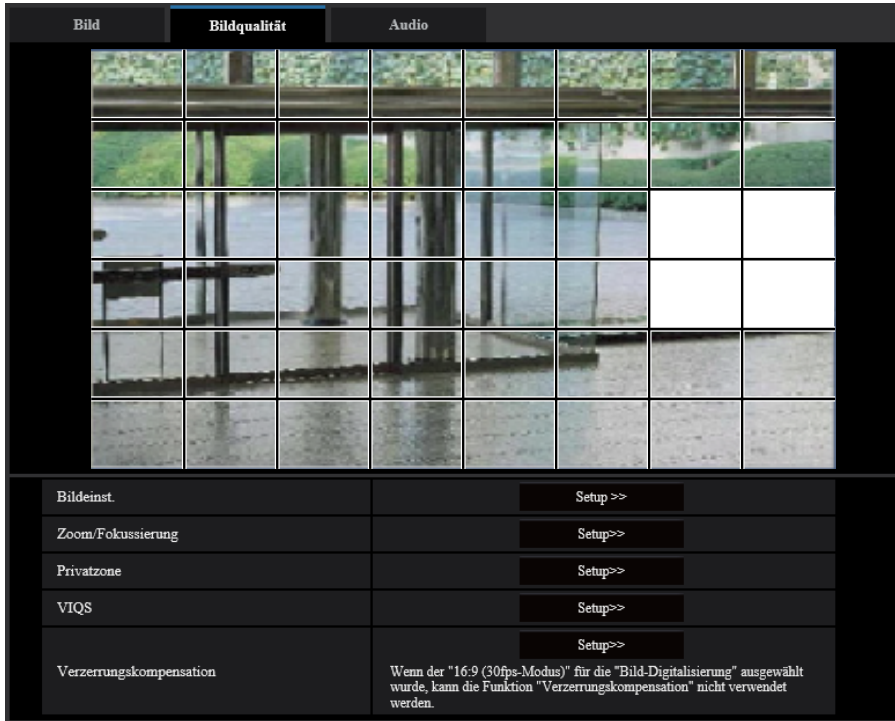 Bild Bildqualität Audio
Bildeinst. Setup >>
Zoom/Fokussierung Setup>>
Privatzone Setup>>
VIQS Setup>>
Setup>>
Verzerrungskompensation
Wenn der "16:9 (30fps-Modus)" für die "Bild-Digitalisierung" ausgewählt
wurde, kann die Funktion "Verzerrungskompensation" nicht verwendet
werden.